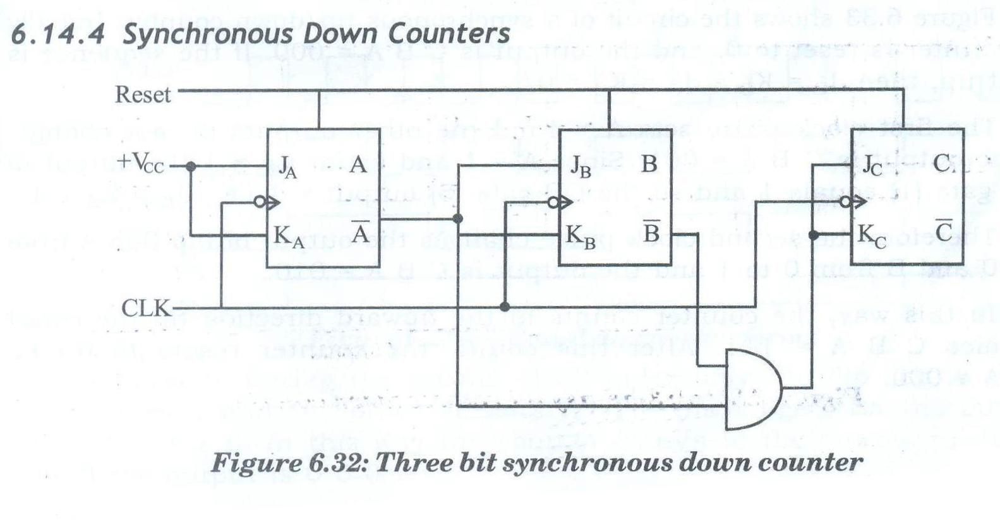 6.14.4 Synchronous Down Counters
Reset
+VCC
JA A
KA A̅
JB B
KB B̅
JC C
KC C̅
CLK
Figure 6.32: Three bit synchronous down counter